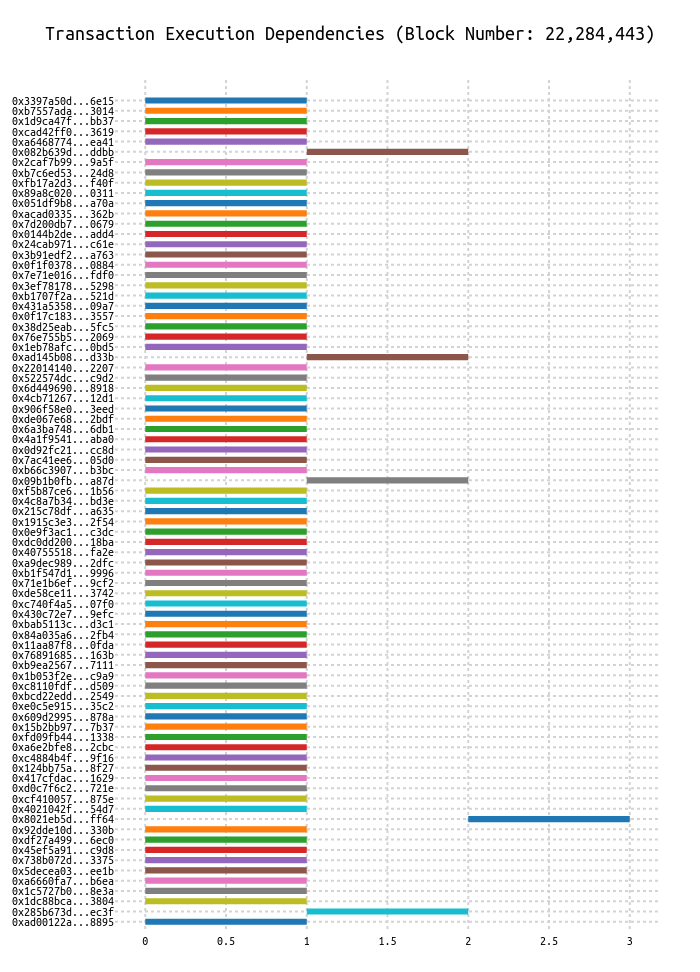 Transaction Execution Dependencies (Block Number: 22,284,443)
0x3397a50d...6e15
0xb7557ada...3014
0x1d9ca47f...bb37
0xcad42ff0...3619
0xa6468774...ea41
0x082b639d...ddbb
0x2caf7b99...9a5f
0xb7c6ed53...24d8
0xfb17a2d3...f40f
0x89a8c020...0311
0x051df9b8...a70a
0xacad0335...362b
0x7d200db7...0679
0x0144b2de...add4
0x24cab971...c61e
0x3b91edf2...a763
0x0f1f0378...0884
0x7e71e016...fdf0
0x3ef78178...5298
0xb1707f2a...521d
0x431a5358...09a7
0x0f17c183...3557
0x38d25eab...5fc5
0x76e755b5...2069
0x1eb78afc...0bd5
0xad145b08...d33b
0x22014140...2207
0x522574dc...c9d2
0x6d449690...8918
0x4cb71267...12d1
0x906f58e0...3eed
0xde067e68...2bdf
0x6a3ba748...6db1
0x4a1f9541...aba0
0x0d92fc21...cc8d
0x7ac41ee6...05d0
0xb66c3907...b3bc
0x09b1b0fb...a87d
0xf5b87ce6...1b56
0x4c8a7b34...bd3e
0x215c78df...a635
0x1915c3e3...2f54
0x0e9f3ac1...c3dc
0xdc0dd200...18ba
0x40755518...fa2e
0xa9dec989...2dfc
0xb1f547d1...9996
0x71e1b6ef...9cf2
0xde58ce11...3742
0xc740f4a5...07f0
0x430c72e7...9efc
0xbab5113c...d3c1
0x84a035a6...2fb4
0x11aa87f8...0fda
0x76891685...163b
0xb9ea2567...7111
0x1b053f2e...c9a9
0xc8110fdf...d509
0xbcd22edd...2549
0xe0c5e915...35c2
0x609d2995...878a
0x15b2bb97...7b37
0xfd09fb44...1338
0xa6e2bfe8...2cbc
0xc4884b4f...9f16
0x124bb75a...8f27
0x417cfdac...1629
0xd0c7f6c2...721e
0xcf410057...875e
0x4021042f...54d7
0x8021eb5d...ff64
0x92dde10d...330b
0xdf27a499...6ec0
0x45ef5a91...c9d8
0x738b072d...3375
0x5decea03...ee1b
0xa6660fa7...b6ea
0x1c5727b0...8e3a
0x1dc88bca...3804
0x285b673d...ec3f
0xad00122a...8895
0 0.5 1 1.5 2 2.5 3